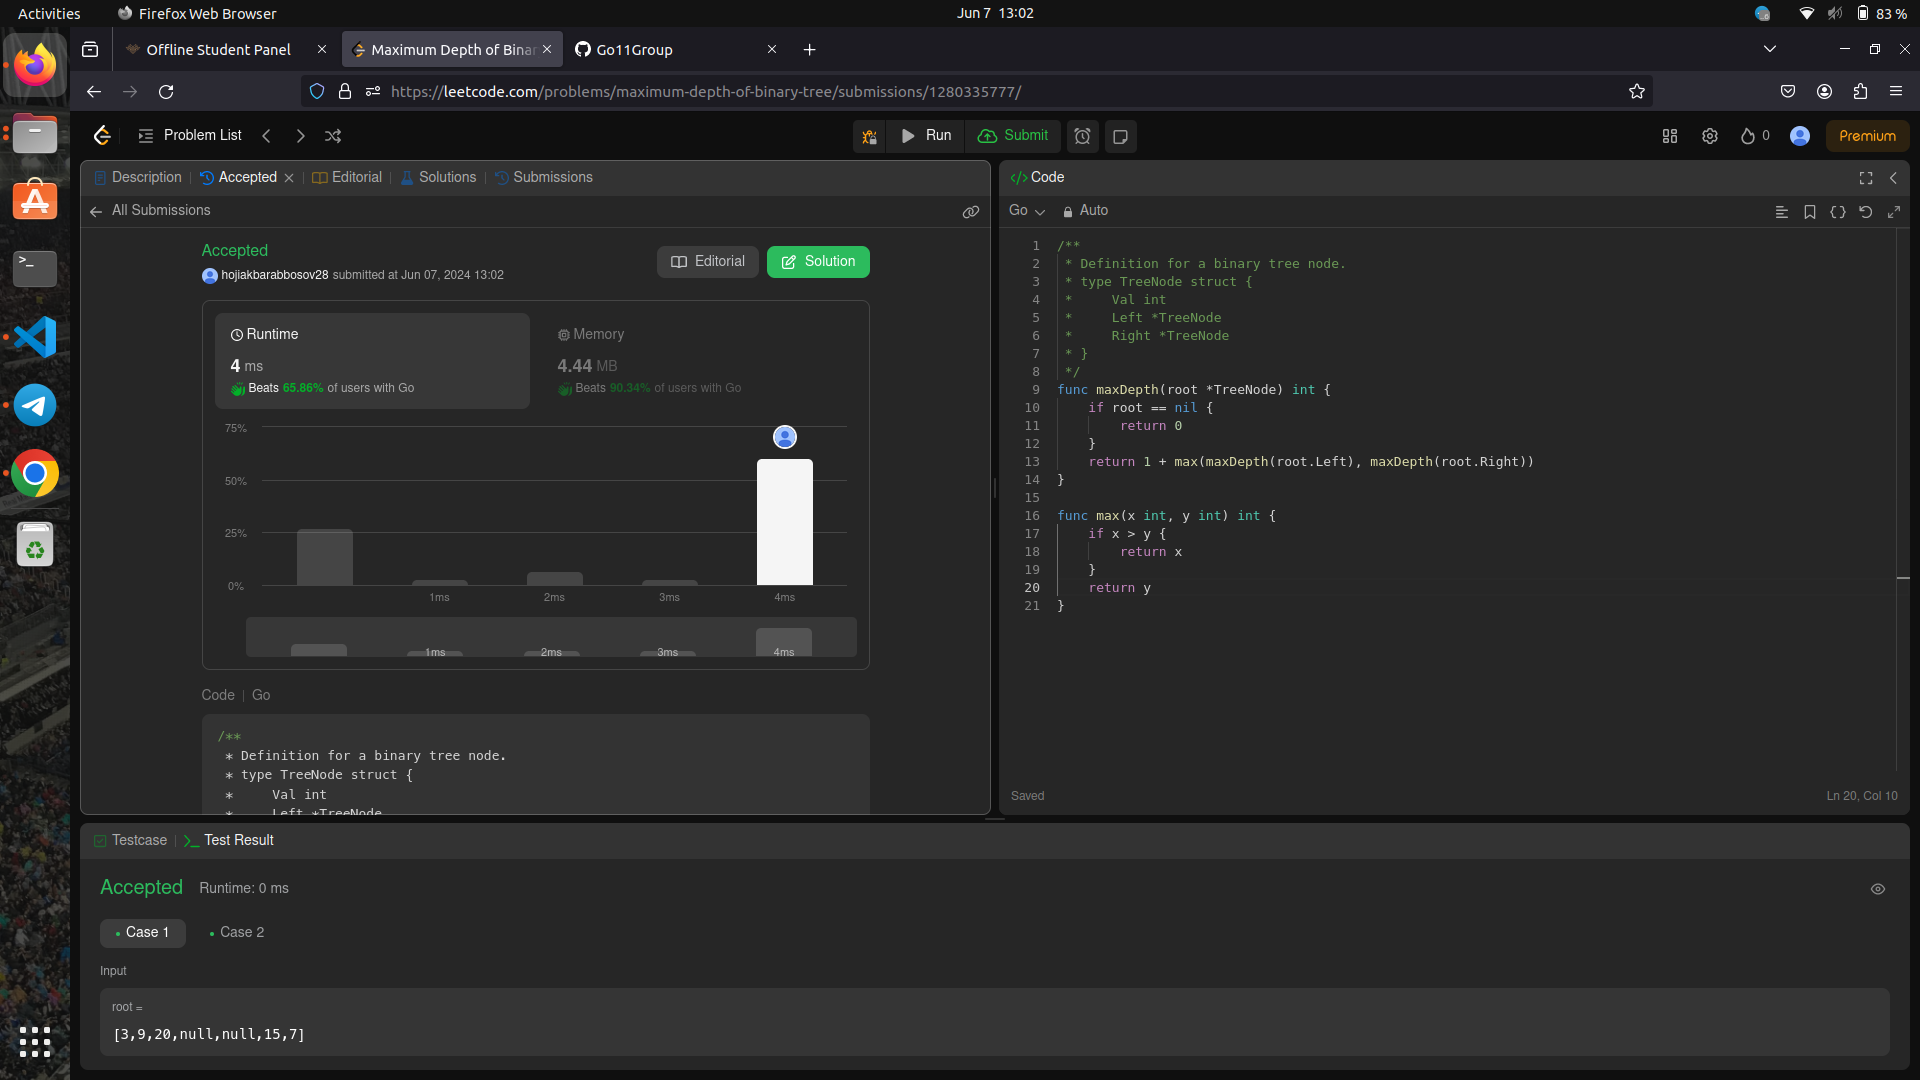 Activities
Firefox Web Browser
Jun 7 13:02
83 %
Offline Student Panel
Maximum Depth of Binar
Go11Group
https://leetcode.com/problems/maximum-depth-of-binary-tree/submissions/1280335777/
Problem List
Run
Submit
0
Premium
Description
Accepted
Editorial
Solutions
Submissions
All Submissions
Accepted
hojiakbarabbosov28 submitted at Jun 07, 2024 13:02
Editorial
Solution
Runtime
4 ms
Beats 65.86% of users with Go
Memory
4.44 MB
Beats 90.34% of users with Go
75%
50%
25%
0%
1ms
2ms
3ms
4ms
1ms
2ms
3ms
4ms
Code | Go
/**
* Definition for a binary tree node.
* type TreeNode struct {
*     Val int
*     Left *TreeNode
</> Code
Go
Auto
1 /**
2  * Definition for a binary tree node.
3  * type TreeNode struct {
4  *     Val int
5  *     Left *TreeNode
6  *     Right *TreeNode
7  * }
8  */
9 func maxDepth(root *TreeNode) int {
10     if root == nil {
11         return 0
12     }
13     return 1 + max(maxDepth(root.Left), maxDepth(root.Right))
14 }
15
16 func max(x int, y int) int {
17     if x > y {
18         return x
19     }
20     return y
21 }
Saved
Ln 20, Col 10
Testcase
Test Result
Accepted
Runtime: 0 ms
Case 1
Case 2
Input
root =
[3,9,20,null,null,15,7]